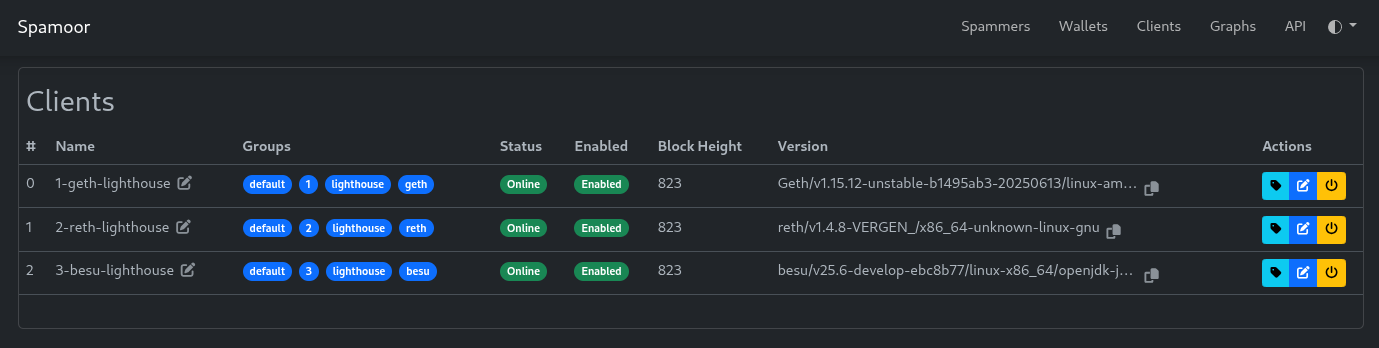 Spamoor Spammers Wallets Clients Graphs API
Clients
# Name Groups Status Enabled Block Height Version Actions
0 1-geth-lighthouse default 1 lighthouse geth Online Enabled 823 Geth/v1.15.12-unstable-b1495ab3-20250613/linux-am...
1 2-reth-lighthouse default 2 lighthouse reth Online Enabled 823 reth/v1.4.8-VERGEN_/x86_64-unknown-linux-gnu
2 3-besu-lighthouse default 3 lighthouse besu Online Enabled 823 besu/v25.6-develop-ebc8b77/linux-x86_64/openjdk-j...